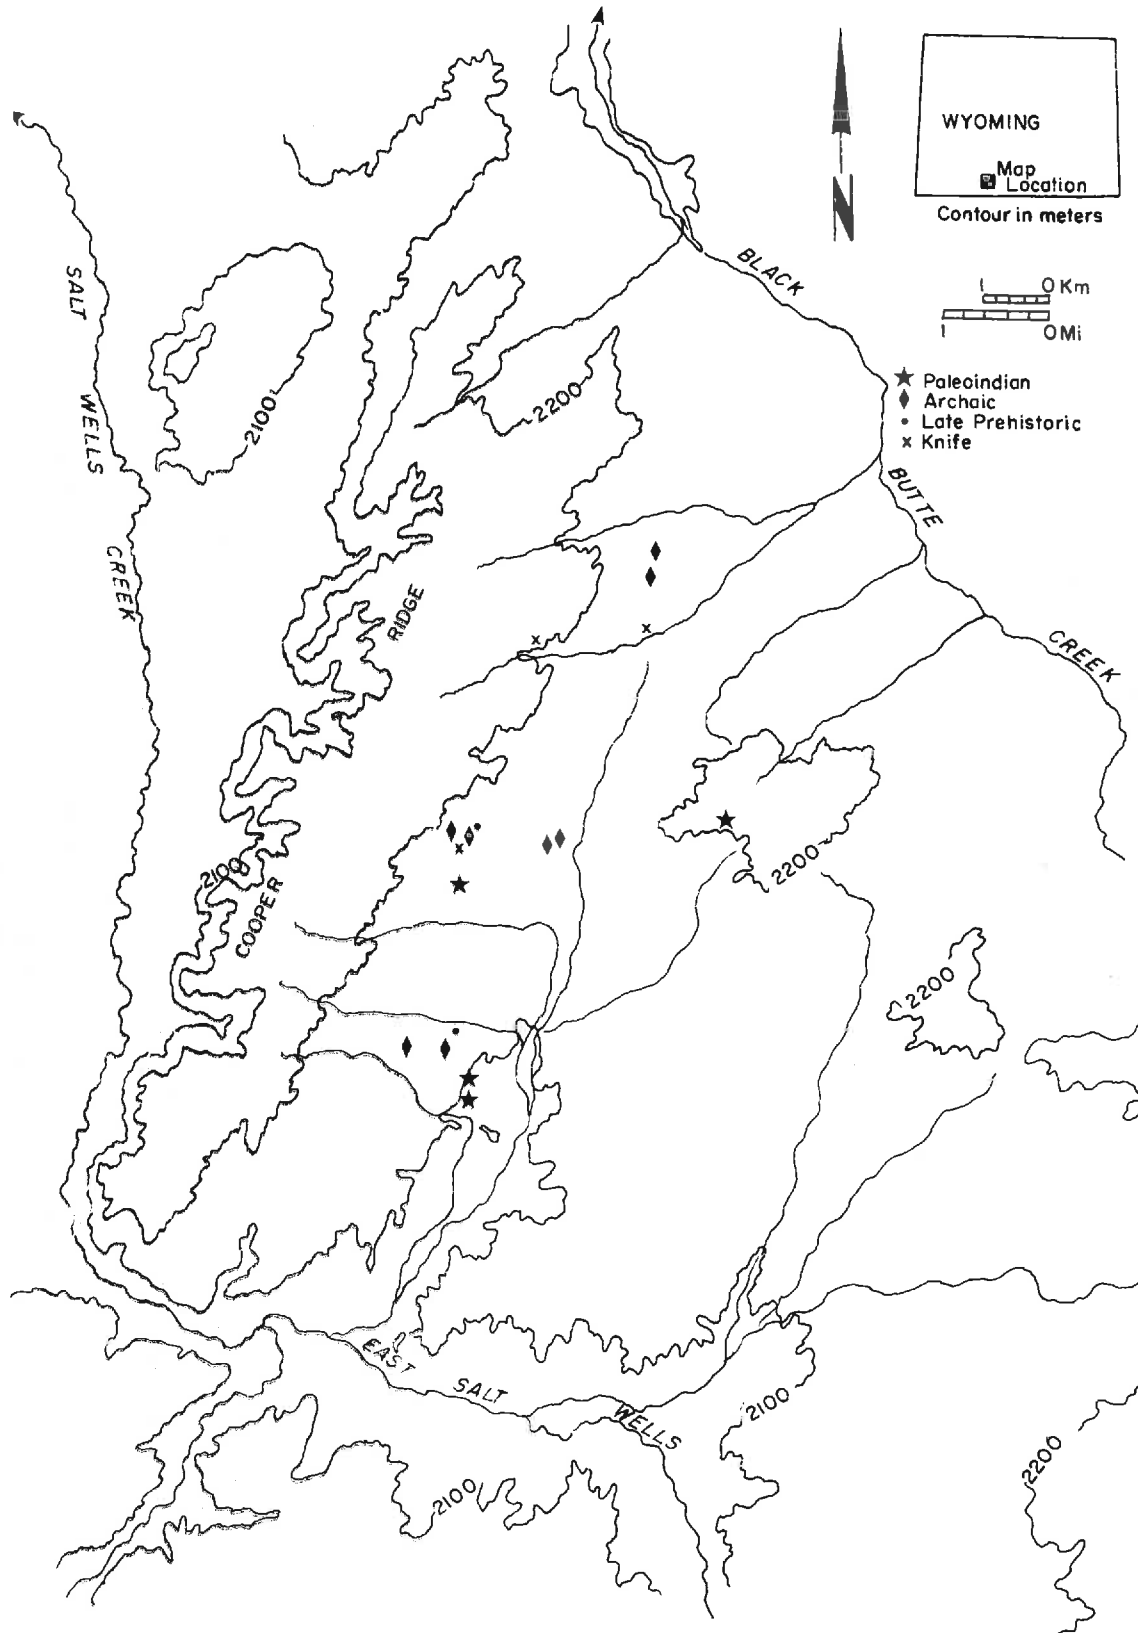 N
WYOMING
Map
Location
Contour in meters
1 0 Km
1 0 Mi
Paleoindian
Archaic
Late Prehistoric
Knife
BLACK
BUTTE
CREEK
SALT
WELLS
CREEK
2100
2200
RIDGE
COOPER
2100
2200
2200
EAST
SALT
WELLS
2100
2100
2200